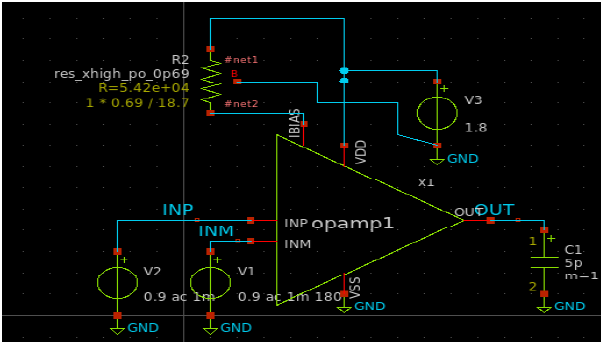 R2
#net1
res_xhigh_po_0p69
B
R=5.42e+04
1 * 0.69 / 18.7
#net2
V3
1.8
GND
IBIAS
VDD
X1
INP
INM
INP
INM
opamp1
OUT
OUT
VSS
V2
0.9 ac 1m
V1
0.9 ac 1m 180
1
2
C1
5p
m=1
GND
GND
GND
GND